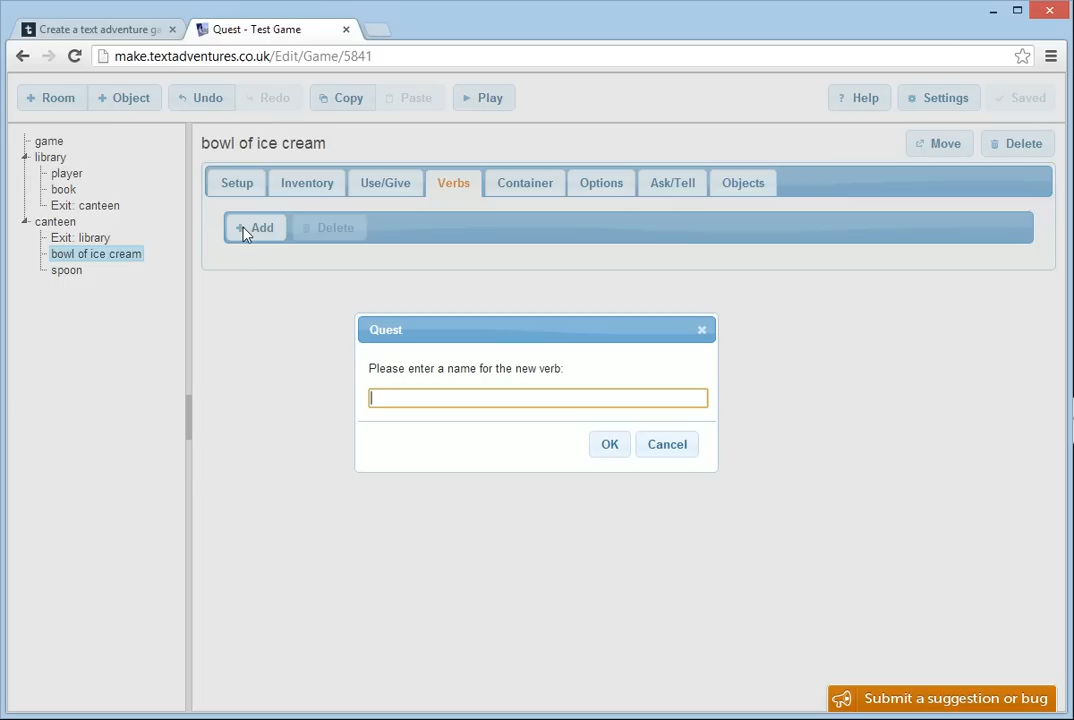 Create a text adventure ga
Quest - Test Game
make.textadventures.co.uk/Edit/Game/5841
+ Room + Object Undo Redo Copy Paste Play ? Help Settings Saved
game
library
player
book
Exit: canteen
canteen
Exit: library
bowl of ice cream
spoon
bowl of ice cream
Move Delete
Setup Inventory Use/Give Verbs Container Options Ask/Tell Objects
+ Add Delete
Quest
Please enter a name for the new verb:
OK Cancel
Submit a suggestion or bug